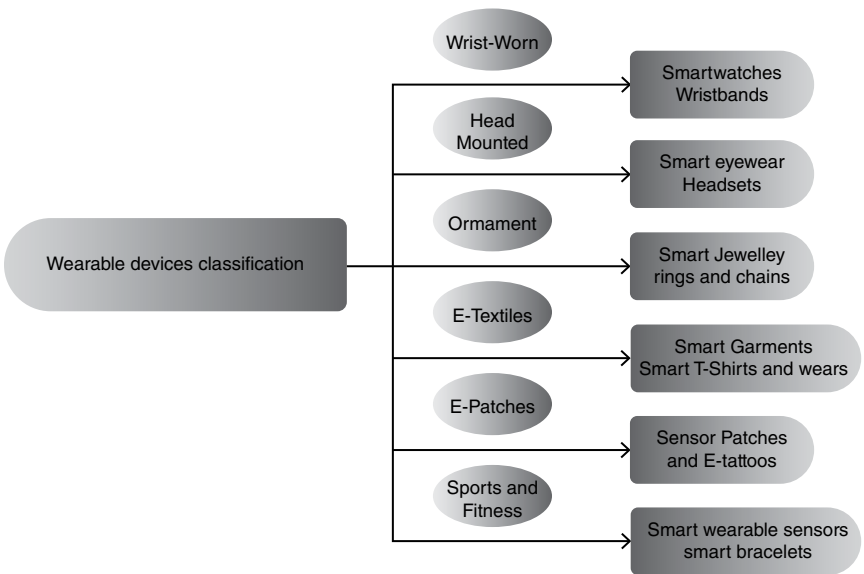 Wearable devices classification
Wrist-Worn
Smartwatches
Wristbands
Head
Mounted
Smart eyewear
Headsets
Ormament
Smart Jewelley
rings and chains
E-Textiles
Smart Garments
Smart T-Shirts and wears
E-Patches
Sensor Patches
and E-tattoos
Sports and
Fitness
Smart wearable sensors
smart bracelets